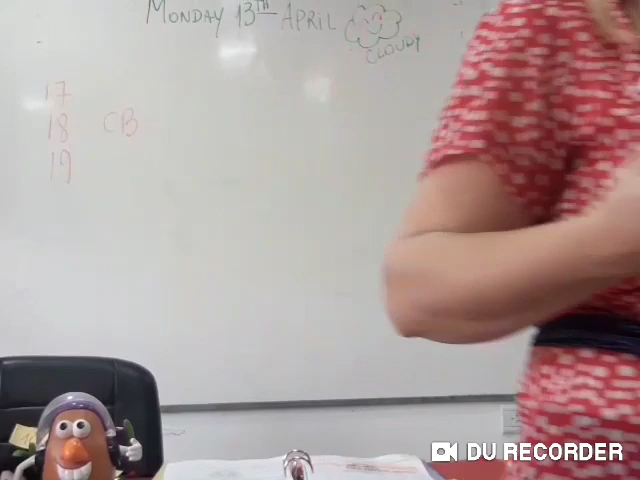 MONDAY 13TH APRIL
CLOUDY
17
18 CB
19
DU RECORDER